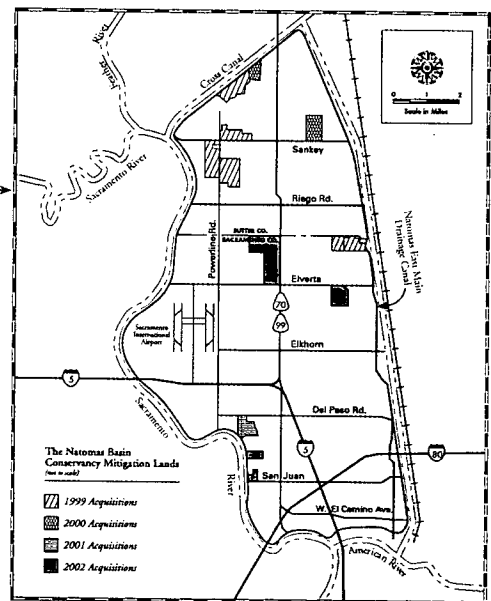 Feather
River
Cross Canal
0 1 2
Scale in Miles
Sankey
Sacramento River
Riego Rd.
Powerline Rd.
SUTTER CO.
SACRAMENTO CO.
Natomas East Main
Drainage Canal
Elverta
70
99
Sacramento
International
Airport
Elkhorn
5
Sacramento
River
Del Paso Rd.
5
80
San Juan
W. El Camino Ave.
American River
The Natomas Basin
Conservancy Mitigation Lands
(not to scale)
1999 Acquisitions
2000 Acquisitions
2001 Acquisitions
2002 Acquisitions